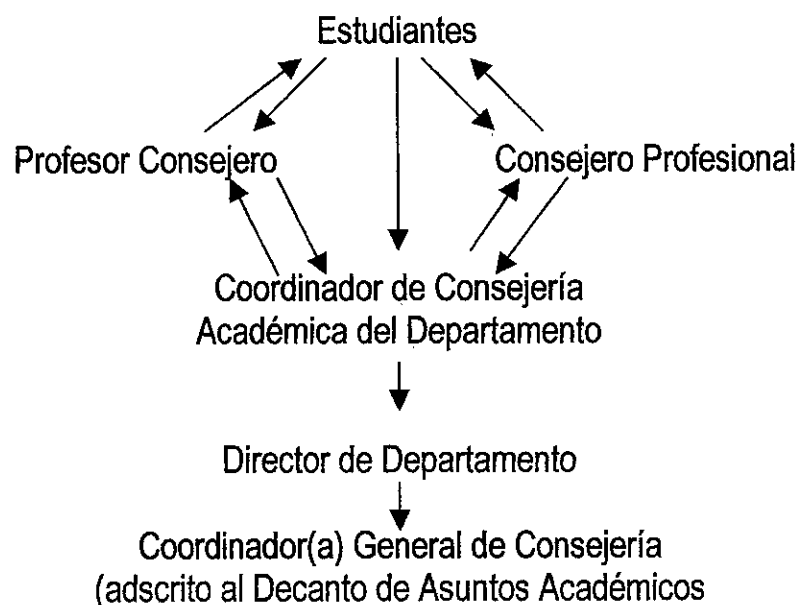 Estudiantes
Profesor Consejero
Consejero Profesional
Coordinador de Consejería
Académica del Departamento
Director de Departamento
Coordinador(a) General de Consejería
(adscrito al Decanto de Asuntos Académicos